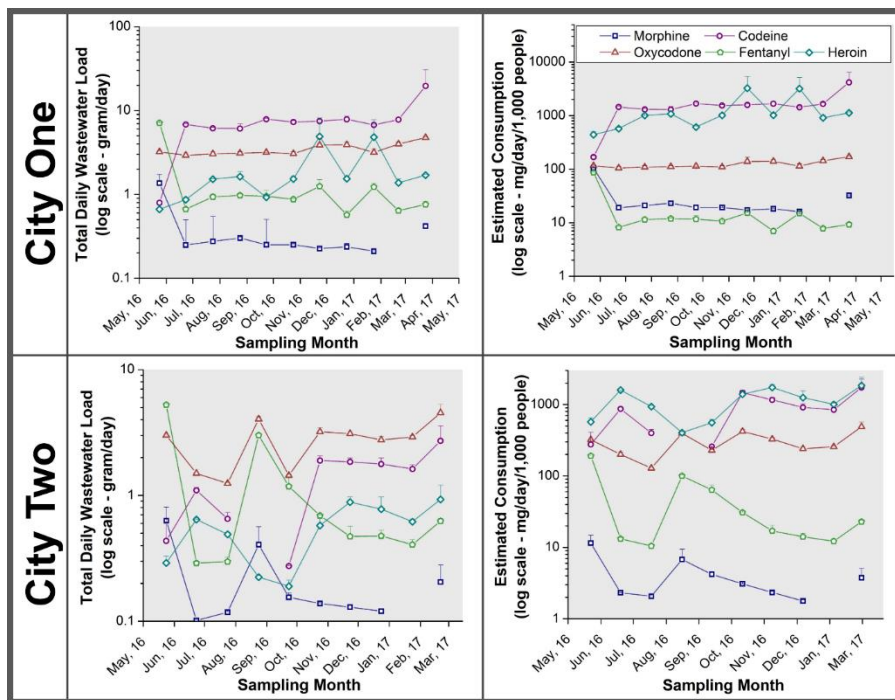 City One
Total Daily Wastewater Load
(log scale - gram/day)
100
10
1
0.1
May, 16
Jun, 16
Jul, 16
Aug, 16
Sep, 16
Oct, 16
Nov, 16
Dec, 16
Jan, 17
Feb, 17
Mar, 17
Apr, 17
May, 17
Sampling Month
Estimated Consumption
(log scale - mg/day/1,000 people)
Morphine
Codeine
Oxycodone
Fentanyl
Heroin
10000
1000
100
10
1
May, 16
Jun, 16
Jul, 16
Aug, 16
Sep, 16
Oct, 16
Nov, 16
Dec, 16
Jan, 17
Feb, 17
Mar, 17
Apr, 17
May, 17
Sampling Month
City Two
Total Daily Wastewater Load
(log scale - gram/day)
10
1
0.1
May, 16
Jun, 16
Jul, 16
Aug, 16
Sep, 16
Oct, 16
Nov, 16
Dec, 16
Jan, 17
Feb, 17
Mar, 17
Sampling Month
Estimated Consumption
(log scale - mg/day/1,000 people)
1000
100
10
1
May, 16
Jun, 16
Jul, 16
Aug, 16
Sep, 16
Oct, 16
Nov, 16
Dec, 16
Jan, 17
Mar, 17
Sampling Month